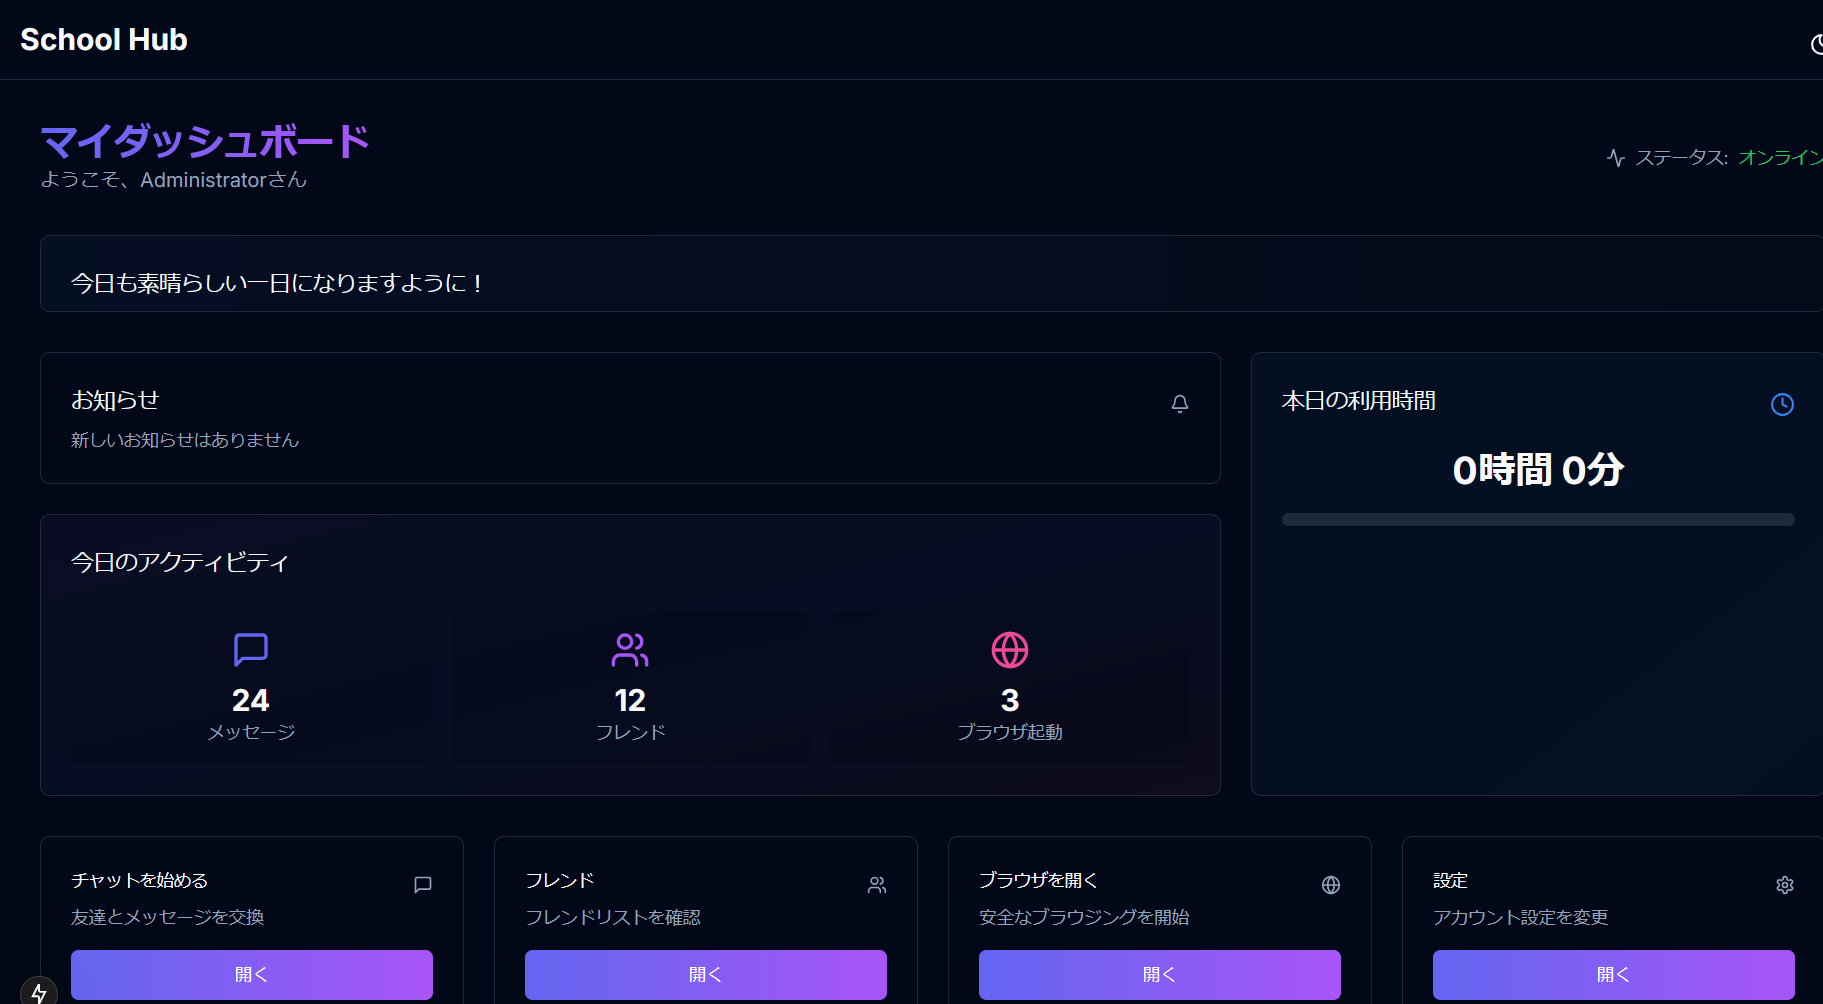 School Hub
マイダッシュボード
ようこそ、Administratorさん
ステータス: オンライン
今日も素晴らしい一日になりますように！
お知らせ
新しいお知らせはありません
本日の利用時間
0時間 0分
今日のアクティビティ
24
メッセージ
12
フレンド
3
ブラウザ起動
チャットを始める
友達とメッセージを交換
開く
フレンド
フレンドリストを確認
開く
ブラウザを開く
安全なブラウジングを開始
開く
設定
アカウント設定を変更
開く